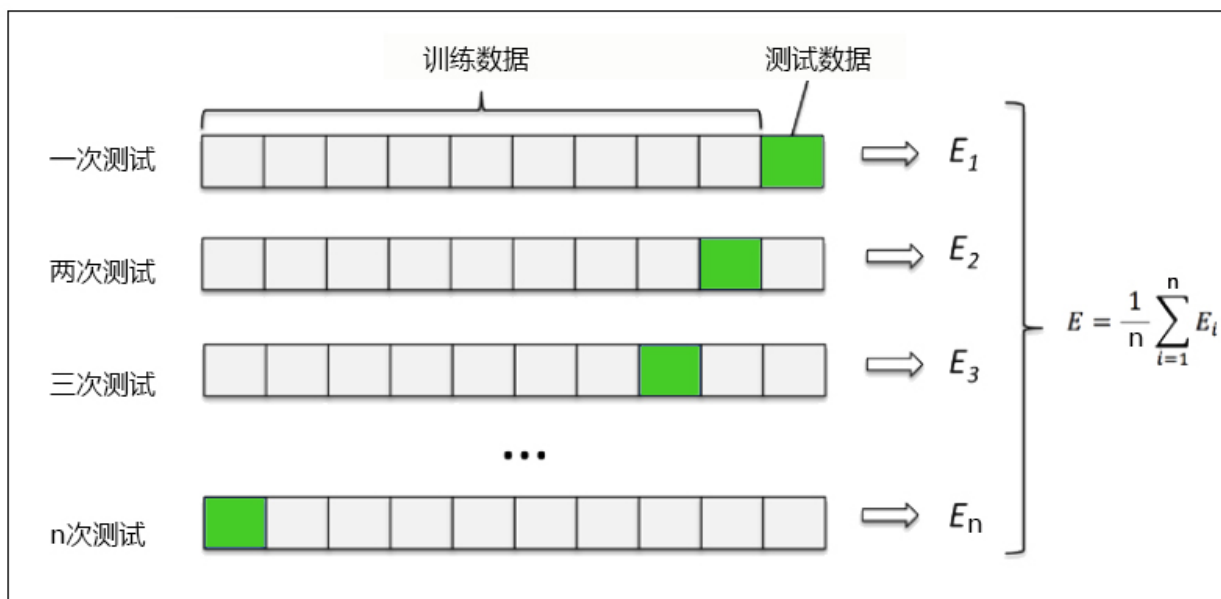 训练数据
测试数据
一次测试
E1
两次测试
E2
三次测试
E3
E = 1/n ∑ i=1 n Ei
...
n次测试
En